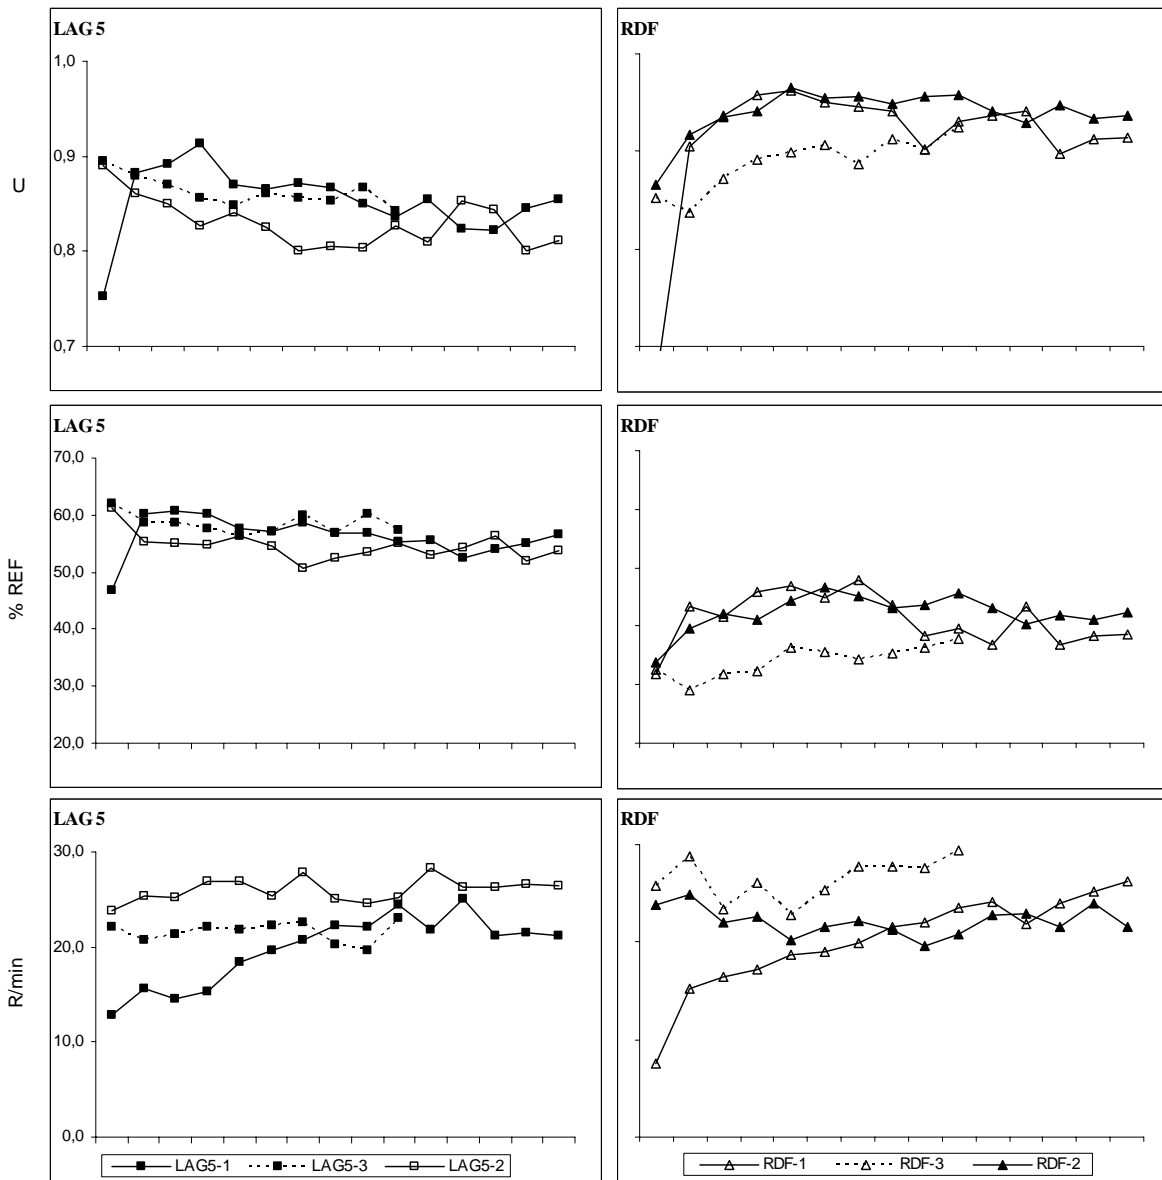 LAG 5
RDF
1,0
0,9
0,8
0,7
U
LAG 5
RDF
70,0
60,0
50,0
40,0
30,0
20,0
% REF
LAG 5
RDF
30,0
20,0
10,0
0,0
R/min
LAG5-1 LAG5-3 LAG5-2
RDF-1 RDF-3 RDF-2